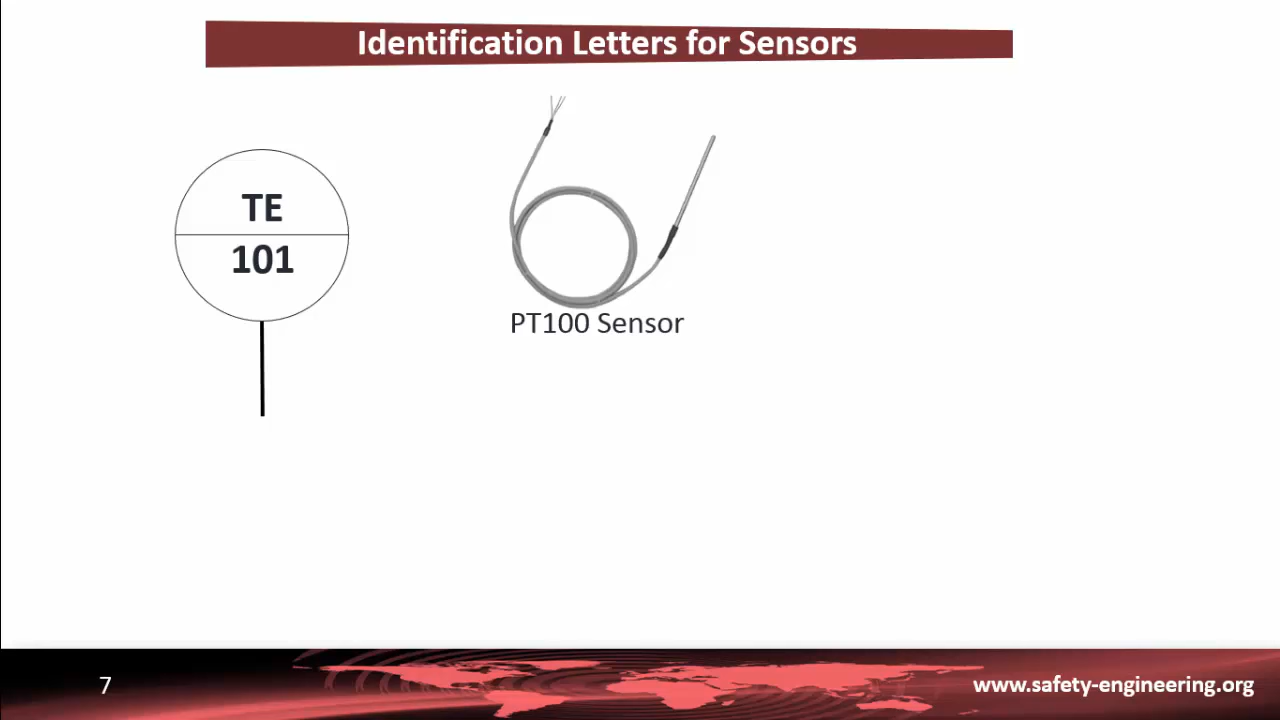 Identification Letters for Sensors
TE
101
PT100 Sensor
7
www.safety-engineering.org